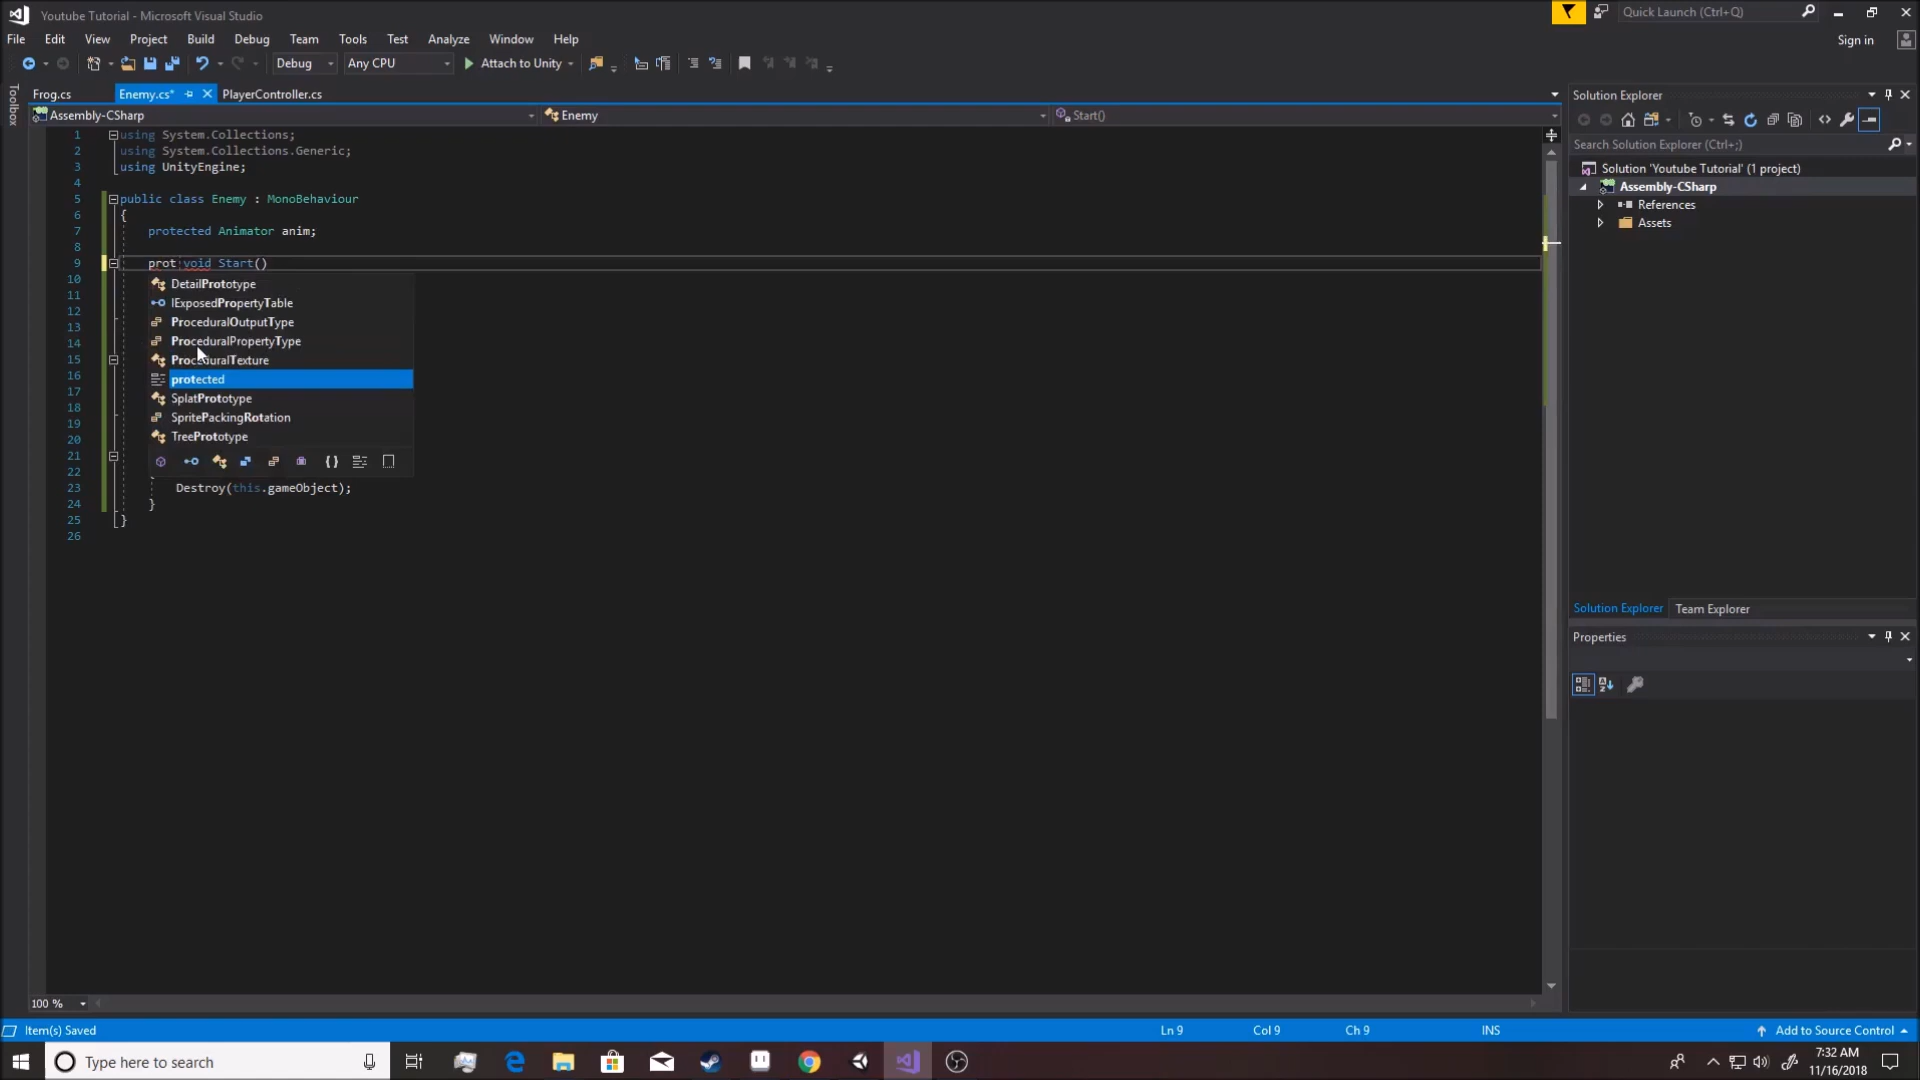 Youtube Tutorial - Microsoft Visual Studio
Quick Launch (Ctrl+Q)
File Edit View Project Build Debug Team Tools Test Analyze Window Help
Sign in
Debug Any CPU Attach to Unity
Toolbox
Frog.cs Enemy.cs* PlayerController.cs
Assembly-CSharp Enemy Start()
1 using System.Collections;
2 using System.Collections.Generic;
3 using UnityEngine;
4
5 public class Enemy : MonoBehaviour
6 {
7 protected Animator anim;
8
9 prot void Start()
10
11
12
13
14
15
16
17
18
19
20
21
22
23 Destroy(this.gameObject);
24 }
25 }
26
DetailPrototype
IExposedPropertyTable
ProceduralOutputType
ProceduralPropertyType
ProceduralTexture
protected
SplatPrototype
SpritePackingRotation
TreePrototype
100 %
Solution Explorer
Search Solution Explorer (Ctrl+;)
Solution 'Youtube Tutorial' (1 project)
Assembly-CSharp
References
Assets
Solution Explorer Team Explorer
Properties
Item(s) Saved Ln 9 Col 9 Ch 9 INS Add to Source Control
Type here to search
7:32 AM
11/16/2018